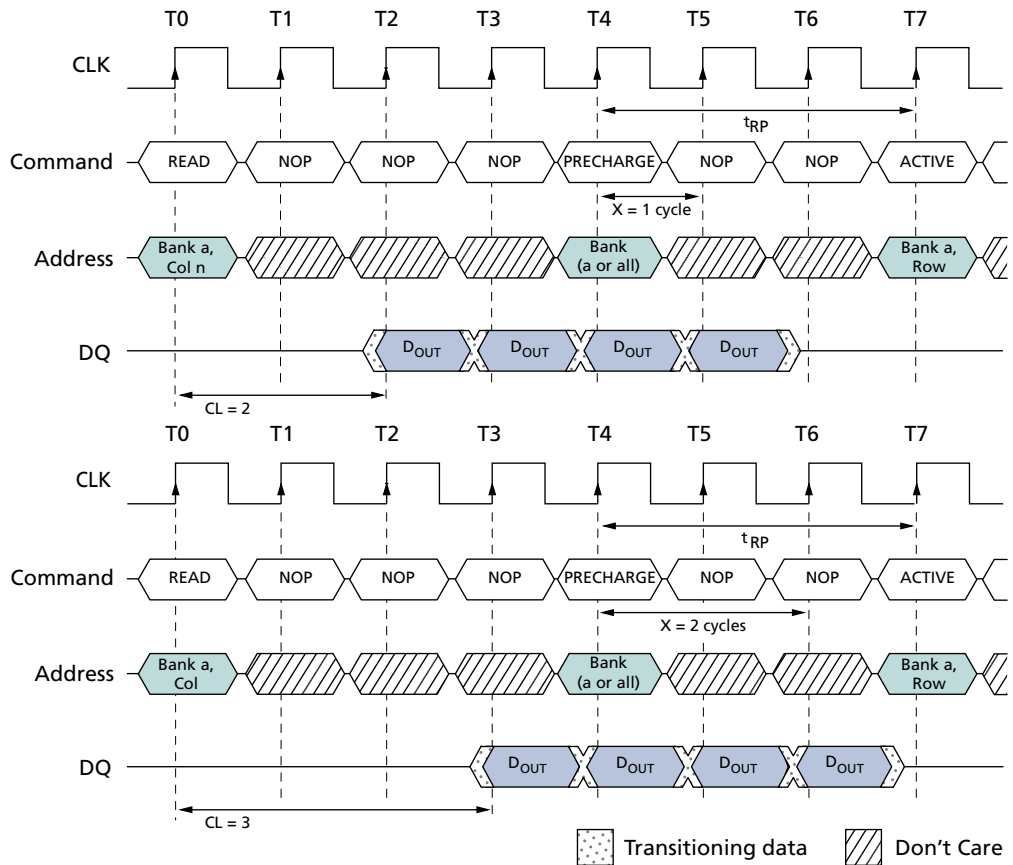 T0 T1 T2 T3 T4 T5 T6 T7
CLK
tRP
Command READ NOP NOP NOP PRECHARGE NOP NOP ACTIVE
X = 1 cycle
Address Bank a, Col n Bank (a or all) Bank a, Row
DQ DOUT DOUT DOUT DOUT
CL = 2
T0 T1 T2 T3 T4 T5 T6 T7
CLK
tRP
Command READ NOP NOP NOP PRECHARGE NOP NOP ACTIVE
X = 2 cycles
Address Bank a, Col Bank (a or all) Bank a, Row
DQ DOUT DOUT DOUT DOUT
CL = 3
Transitioning data Don't Care